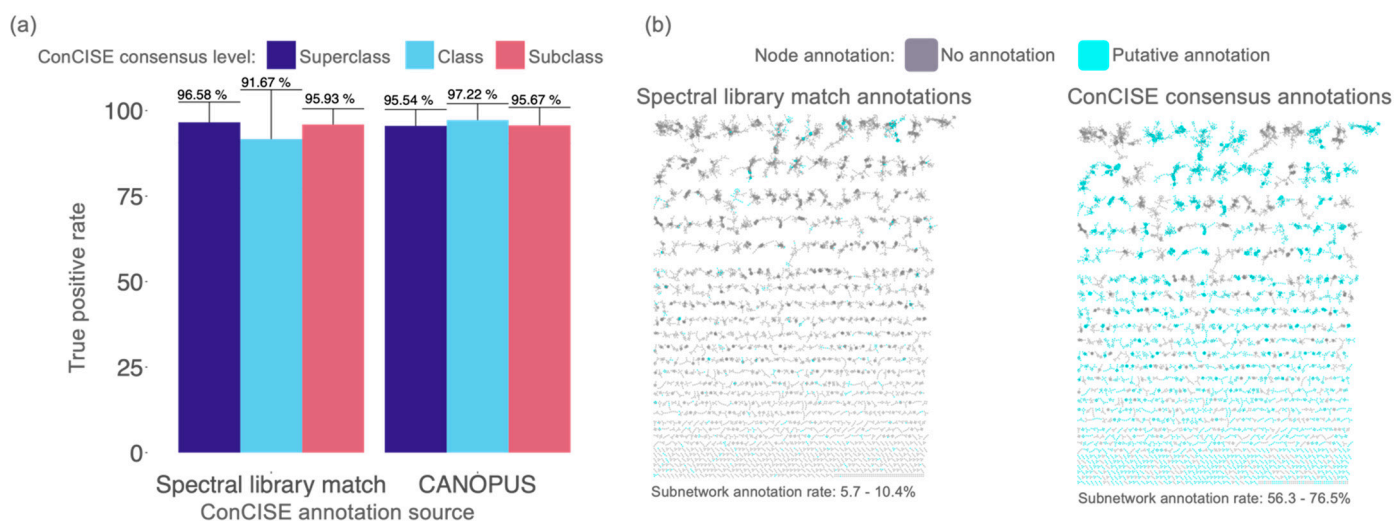 (a)
ConCISE consensus level: Superclass Class Subclass
96.58 % 91.67 % 95.93 % 95.54 % 97.22 % 95.67 %
100
75
50
25
0
True positive rate
Spectral library match CANOPUS
ConCISE annotation source
(b)
Node annotation: No annotation Putative annotation
Spectral library match annotations ConCISE consensus annotations
Subnetwork annotation rate: 5.7 - 10.4% Subnetwork annotation rate: 56.3 - 76.5%